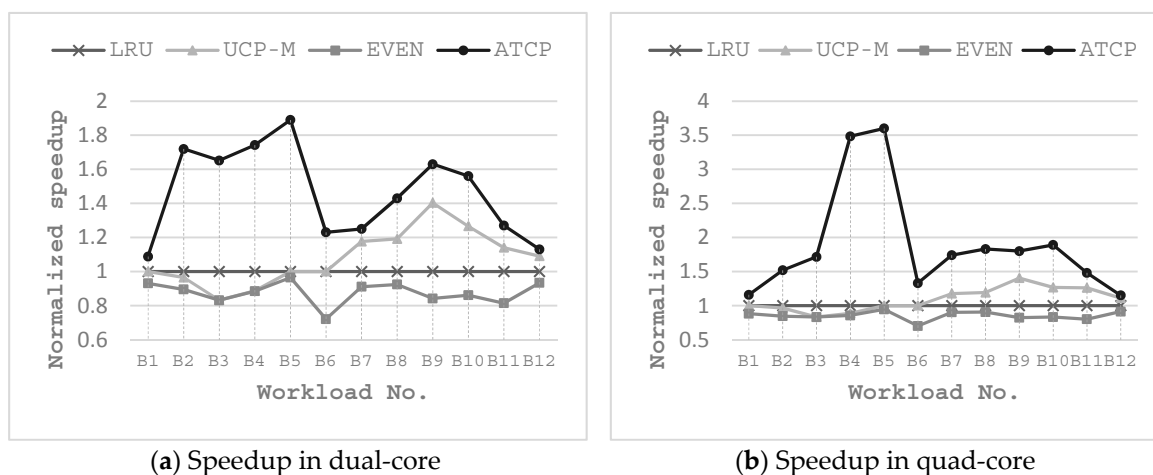 LRU UCP-M EVEN ATCP
Normalized speedup
2
1.8
1.6
1.4
1.2
1
0.8
0.6
B1 B2 B3 B4 B5 B6 B7 B8 B9 B10 B11 B12
Workload No.
(a) Speedup in dual-core
LRU UCP-M EVEN ATCP
Normalized speedup
4
3.5
3
2.5
2
1.5
1
0.5
B1 B2 B3 B4 B5 B6 B7 B8 B9 B10 B11 B12
Workload No.
(b) Speedup in quad-core